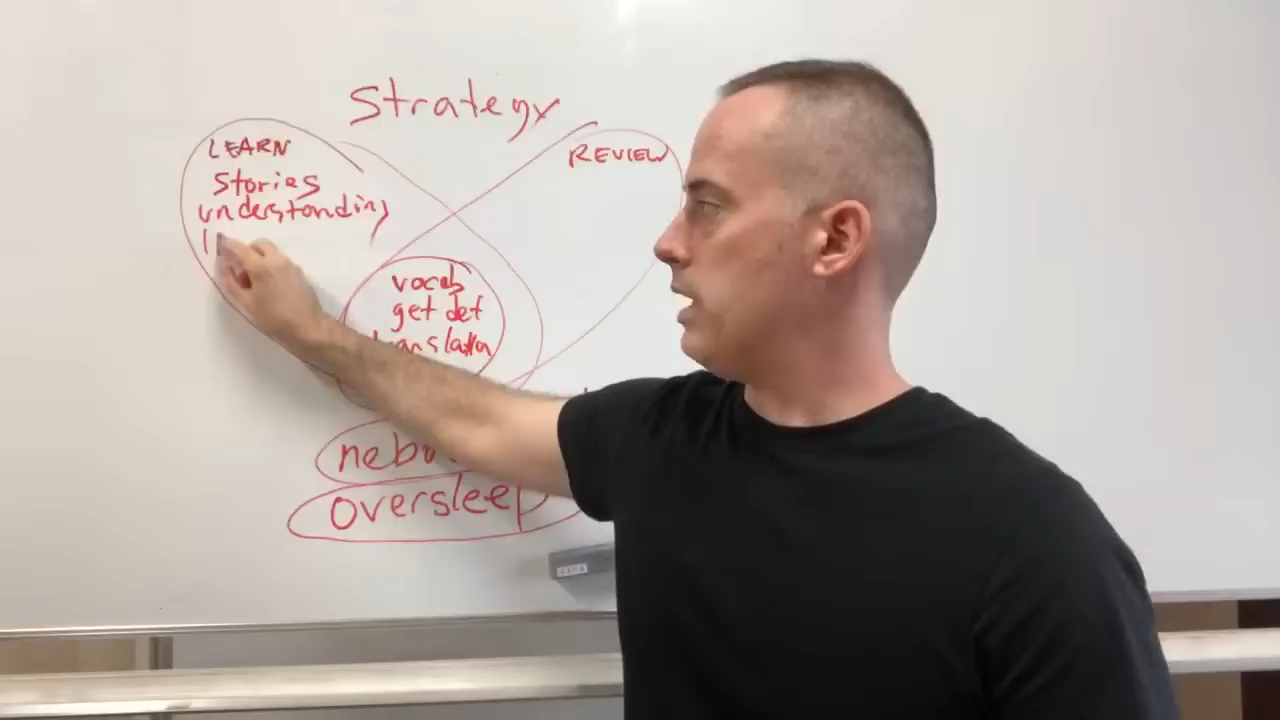 Strategy
LEARN
REVIEW
stories
understanding
vocab
get def
translation
oversleep